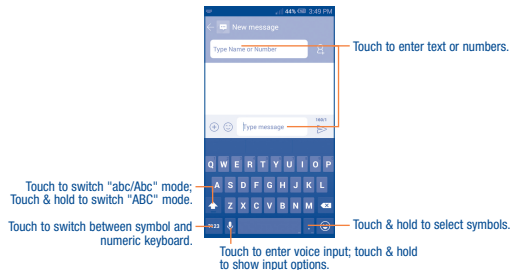 44% 3:49 PM
New message
Type Name or Number
Touch to enter text or numbers.
160/1
Type message
Q W E R T Y U I O P
A S D F G H J K L
Touch to switch "abc/Abc" mode;
Touch & hold to switch "ABC" mode.
Z X C V B N M
Touch to switch between symbol and
numeric keyboard.
?123 , .
Touch & hold to select symbols.
Touch to enter voice input; touch & hold
to show input options.